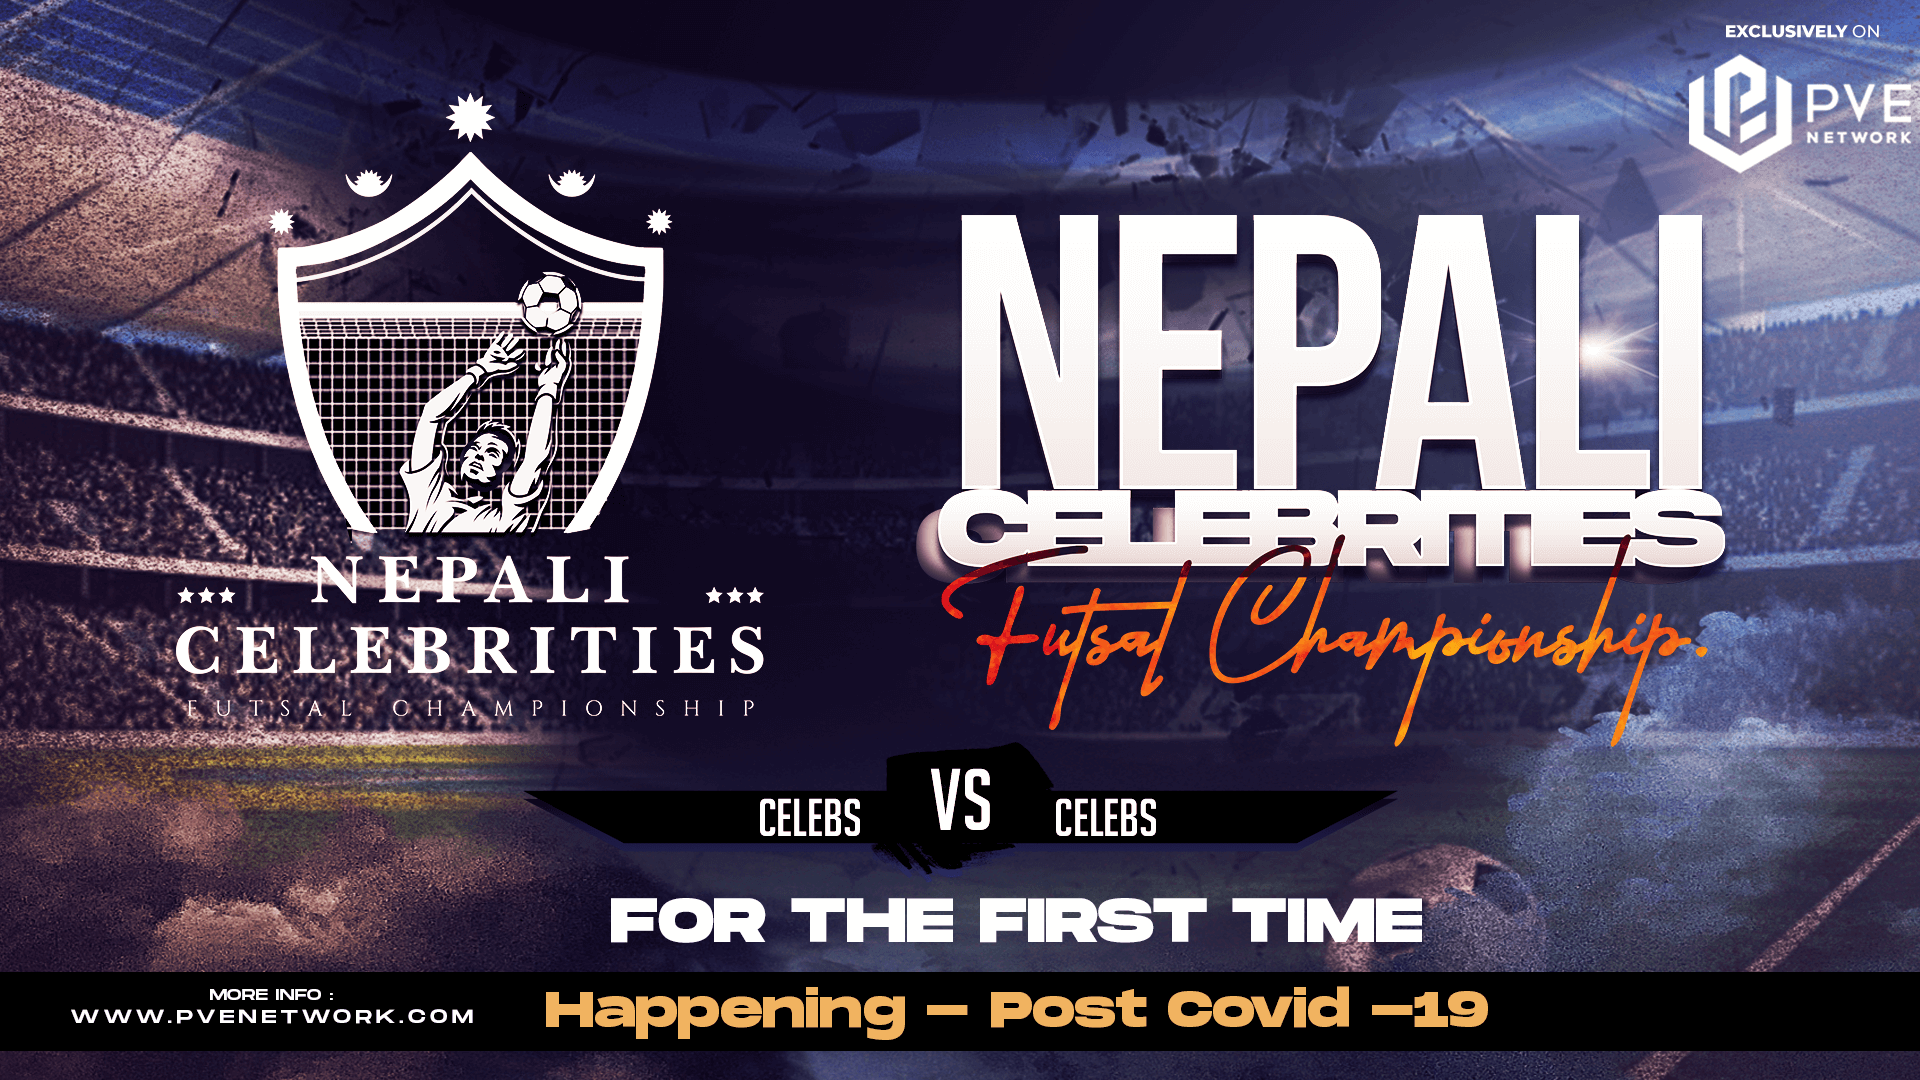 EXCLUSIVELY ON
PVE
NETWORK
NEPALI
CELEBRITIES
FUTSAL CHAMPIONSHIP
NEPALI
CELEBRITIES
Futsal Championship.
CELEBS VS CELEBS
FOR THE FIRST TIME
MORE INFO :
WWW.PVENETWORK.COM
Happening - Post Covid -19